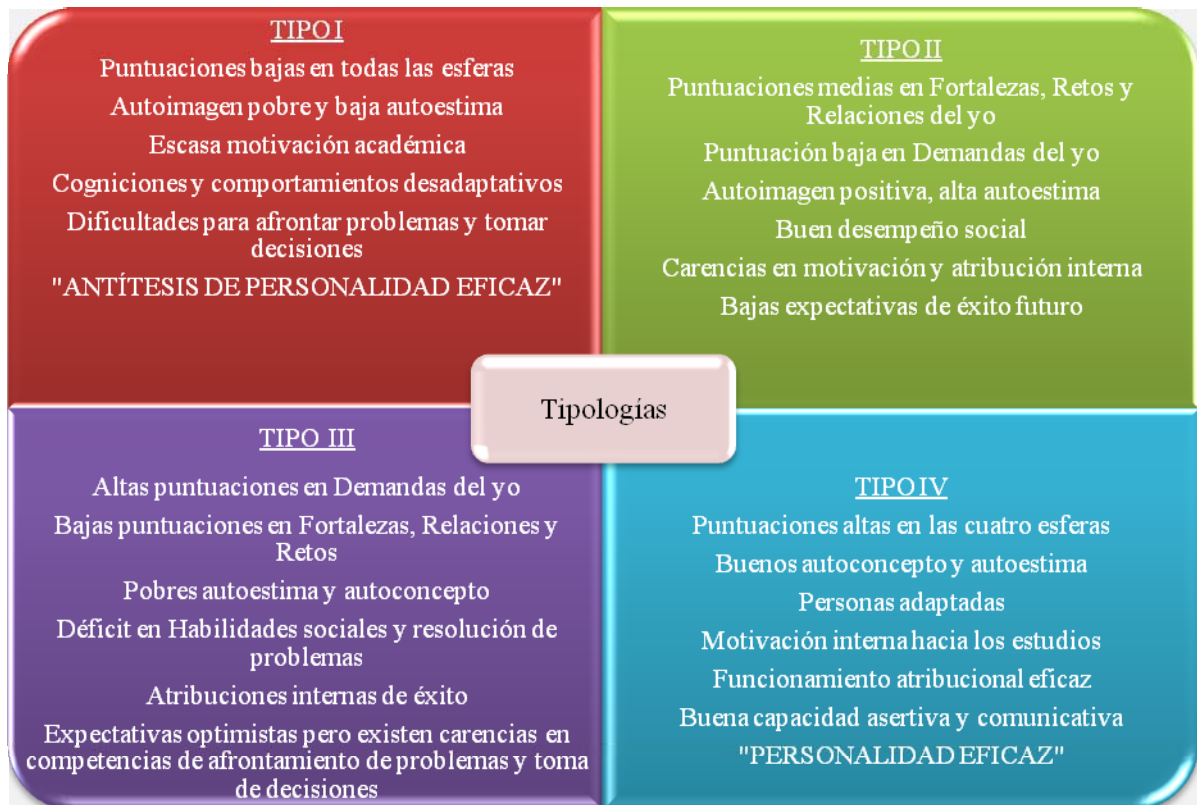 TIPO I
Puntuaciones bajas en todas las esferas
Autoimagen pobre y baja autoestima
Escasa motivación académica
Cogniciones y comportamientos desadaptativos
Dificultades para afrontar problemas y tomar
decisiones
"ANTÍTESIS DE PERSONALIDAD EFICAZ"
TIPO II
Puntuaciones medias en Fortalezas, Retos y
Relaciones del yo
Puntuación baja en Demandas del yo
Autoimagen positiva, alta autoestima
Buen desempeño social
Carencias en motivación y atribución interna
Bajas expectativas de éxito futuro
Tipologías
TIPO III
Altas puntuaciones en Demandas del yo
Bajas puntuaciones en Fortalezas, Relaciones y
Retos
Pobres autoestima y autoconcepto
Déficit en Habilidades sociales y resolución de
problemas
Atribuciones internas de éxito
Expectativas optimistas pero existen carencias en
competencias de afrontamiento de problemas y toma
de decisiones
TIPO IV
Puntuaciones altas en las cuatro esferas
Buenos autoconcepto y autoestima
Personas adaptadas
Motivación interna hacia los estudios
Funcionamiento atribucional eficaz
Buena capacidad asertiva y comunicativa
"PERSONALIDAD EFICAZ"